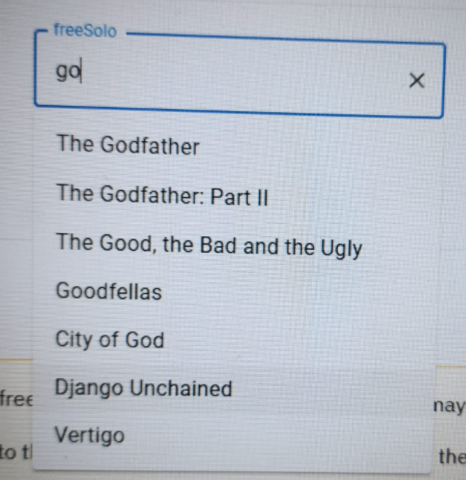 freeSolo
go
The Godfather
The Godfather: Part II
The Good, the Bad and the Ugly
Goodfellas
City of God
Django Unchained
free
nay
Vertigo
to t
the